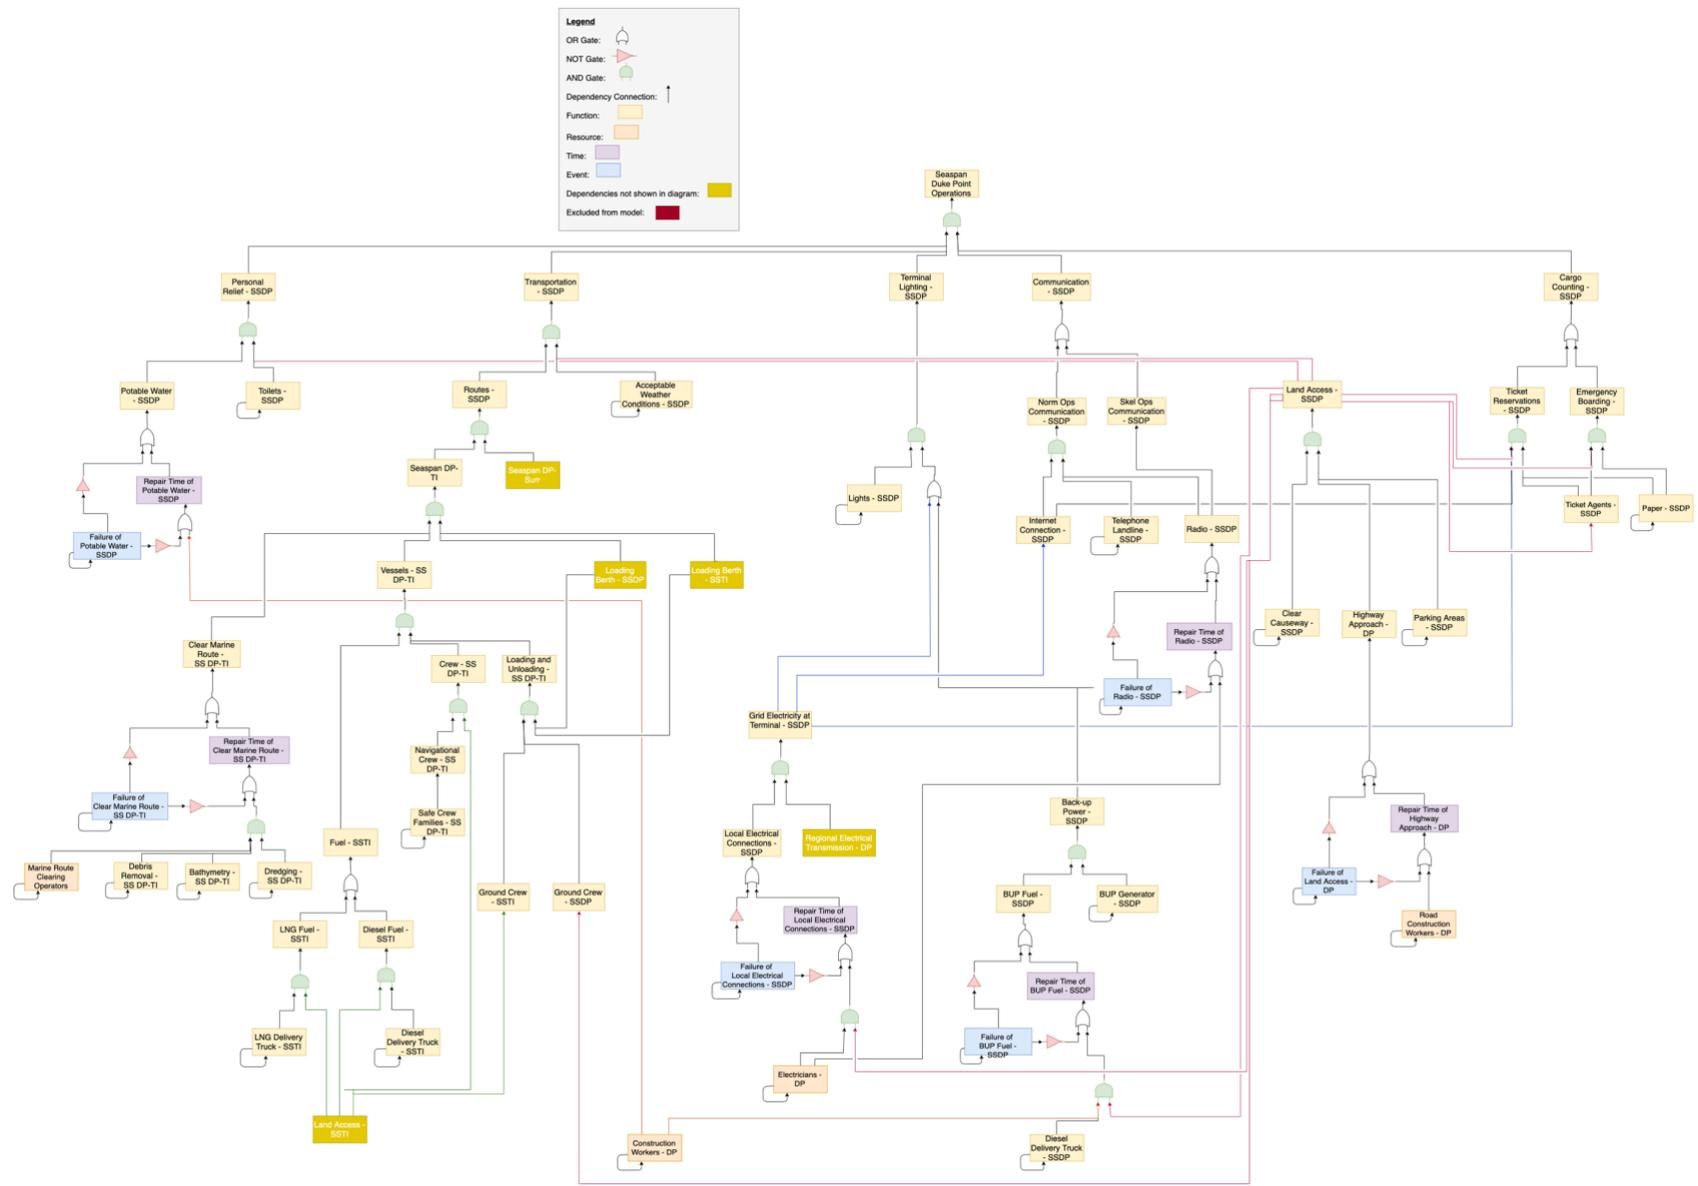 Legend
OR Gate:
NOT Gate:
AND Gate:
Dependency Connection:
Function:
Resource:
Time:
Event:
Dependencies not shown in diagram:
Excluded from model:
Seaspan
Duke Point
Operations
Personal
Relief - SSDP
Transportation
- SSDP
Terminal
Lighting -
SSDP
Communication
- SSDP
Cargo
Counting -
SSDP
Potable Water
- SSDP
Toilets -
SSDP
Routes -
SSDP
Acceptable
Weather
Conditions - SSDP
Norm Ops
Communication
- SSDP
Skel Ops
Communication
- SSDP
Land Access -
SSDP
Ticket
Reservations
- SSDP
Emergency
Boarding -
SSDP
Repair Time of
Potable Water -
SSDP
Failure of
Potable Water -
SSDP
Seaspan DP-
TI
Seaspan DP-
Surr
Lights - SSDP
Internet
Connection -
SSDP
Telephone
Landline -
SSDP
Radio - SSDP
Ticket Agents -
SSDP
Paper - SSDP
Vessels - SS
DP-TI
Loading
Berth - SSDP
Loading Berth
- SSTI
Clear Marine
Route -
SS DP-TI
Crew - SS
DP-TI
Loading and
Unloading -
SS DP-TI
Repair Time of
Radio - SSDP
Failure of
Radio - SSDP
Clear
Causeway -
SSDP
Highway
Approach -
DP
Parking Areas
- SSDP
Grid Electricity at
Terminal - SSDP
Repair Time of
Clear Marine Route -
SS DP-TI
Navigational
Crew - SS
DP-TI
Failure of
Clear Marine Route -
SS DP-TI
Safe Crew
Families - SS
DP-TI
Back-up
Power -
SSDP
Repair Time of
Highway
Approach - DP
Fuel - SSTI
Local Electrical
Connections -
SSDP
Regional Electrical
Transmission - DP
Marine Route
Clearing
Operators
Debris
Removal -
SS DP-TI
Bathymetry -
SS DP-TI
Dredging -
SS DP-TI
Ground Crew
- SSTI
Ground Crew
- SSDP
BUP Fuel -
SSDP
BUP Generator
- SSDP
Failure of
Land Access -
DP
Road
Construction
Workers - DP
LNG Fuel -
SSTI
Diesel Fuel -
SSTI
Repair Time of
Local Electrical
Connections - SSDP
Failure of
Local Electrical
Connections - SSDP
Repair Time of
BUP Fuel - SSDP
Failure of
BUP Fuel -
SSDP
LNG Delivery
Truck - SSTI
Diesel
Delivery Truck
- SSTI
Electricians -
DP
Land Access -
SSTI
Construction
Workers - DP
Diesel
Delivery Truck
- SSDP